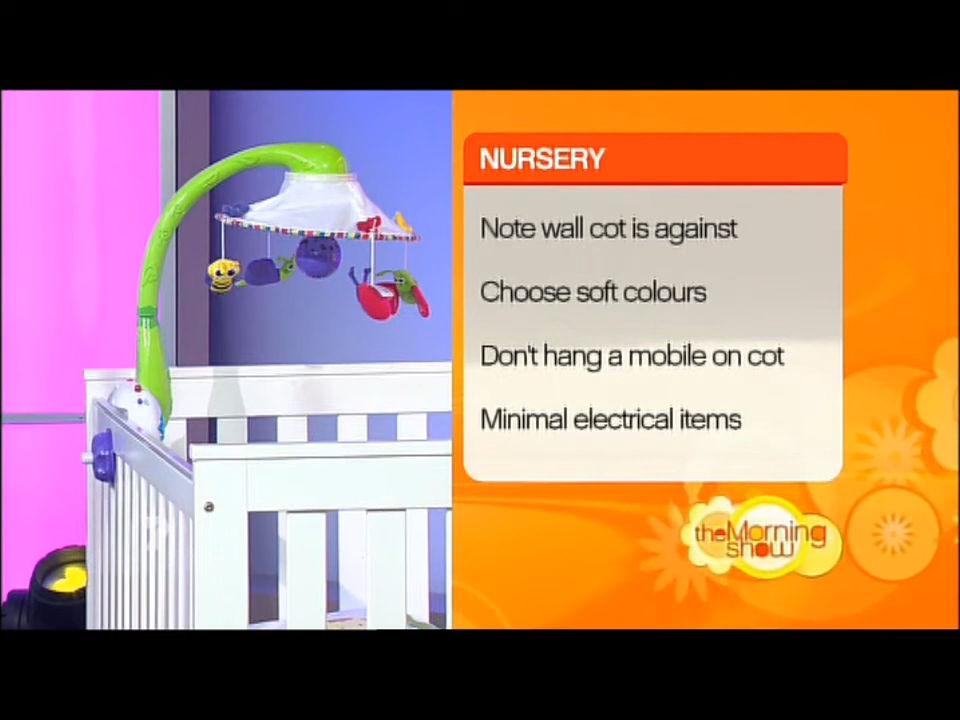 NURSERY
Note wall cot is against
Choose soft colours
Don't hang a mobile on cot
Minimal electrical items
theMorning
show